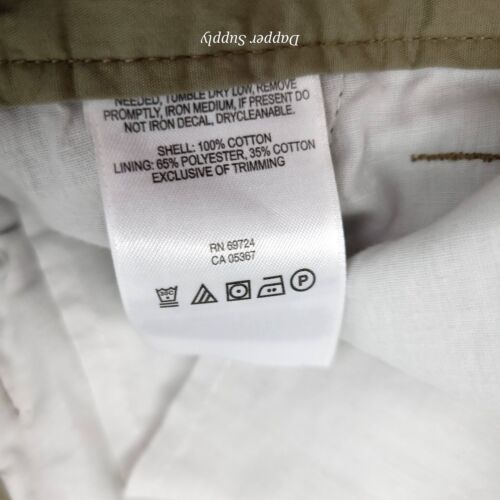 Dapper Supply
NEEDED, TUMBLE DRY LOW, REMOVE
PROMPTLY, IRON MEDIUM, IF PRESENT DO
NOT IRON DECAL, DRYCLEANABLE.
SHELL: 100% COTTON
LINING: 65% POLYESTER, 35% COTTON
EXCLUSIVE OF TRIMMING
RN 69724
CA 05367
30C
P